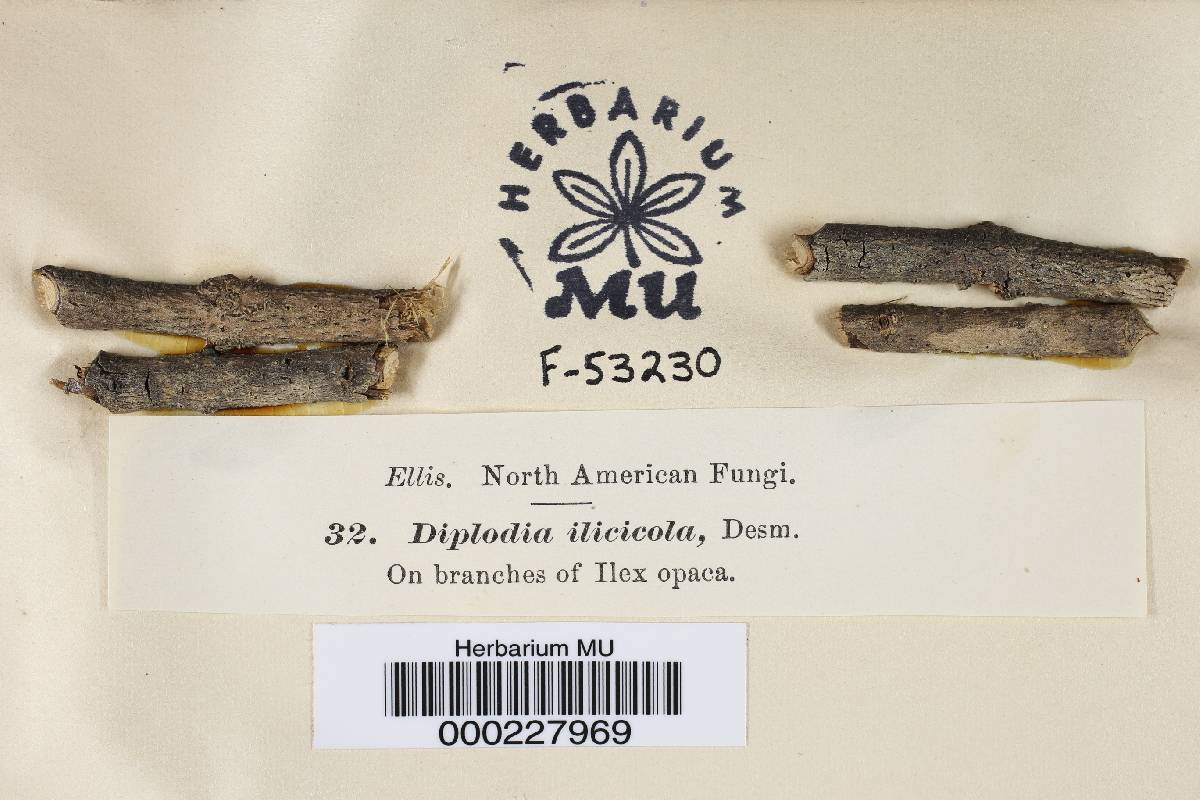 HERBARIUM
MU
F-53230
Ellis. North American Fungi.
32. Diplodia ilicicola, Desm.
On branches of Ilex opaca.
Herbarium MU
000227969